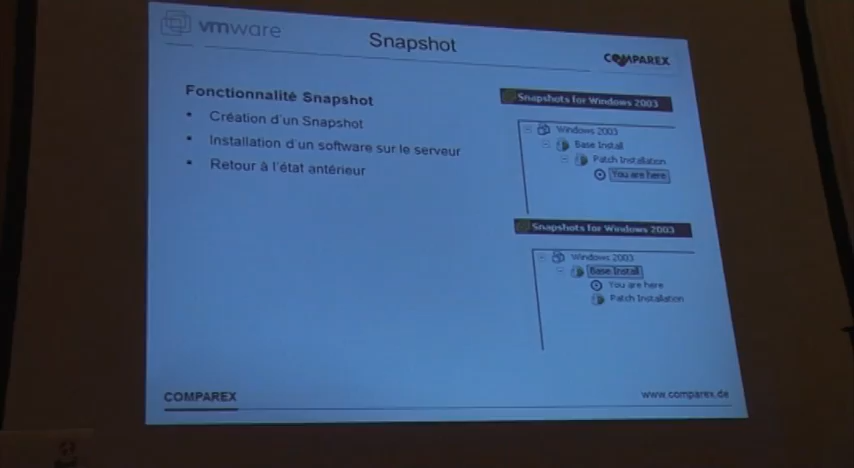 vmware
Snapshot
COMPAREX
Fonctionnalité Snapshot
• Création d'un Snapshot
• Installation d'un software sur le serveur
• Retour à l'état antérieur
Snapshots for Windows 2003
Windows 2003
Base Install
Patch Installation
You are here
Snapshots for Windows 2003
Windows 2003
Base Install
You are here
Patch Installation
COMPAREX
www.comparex.de